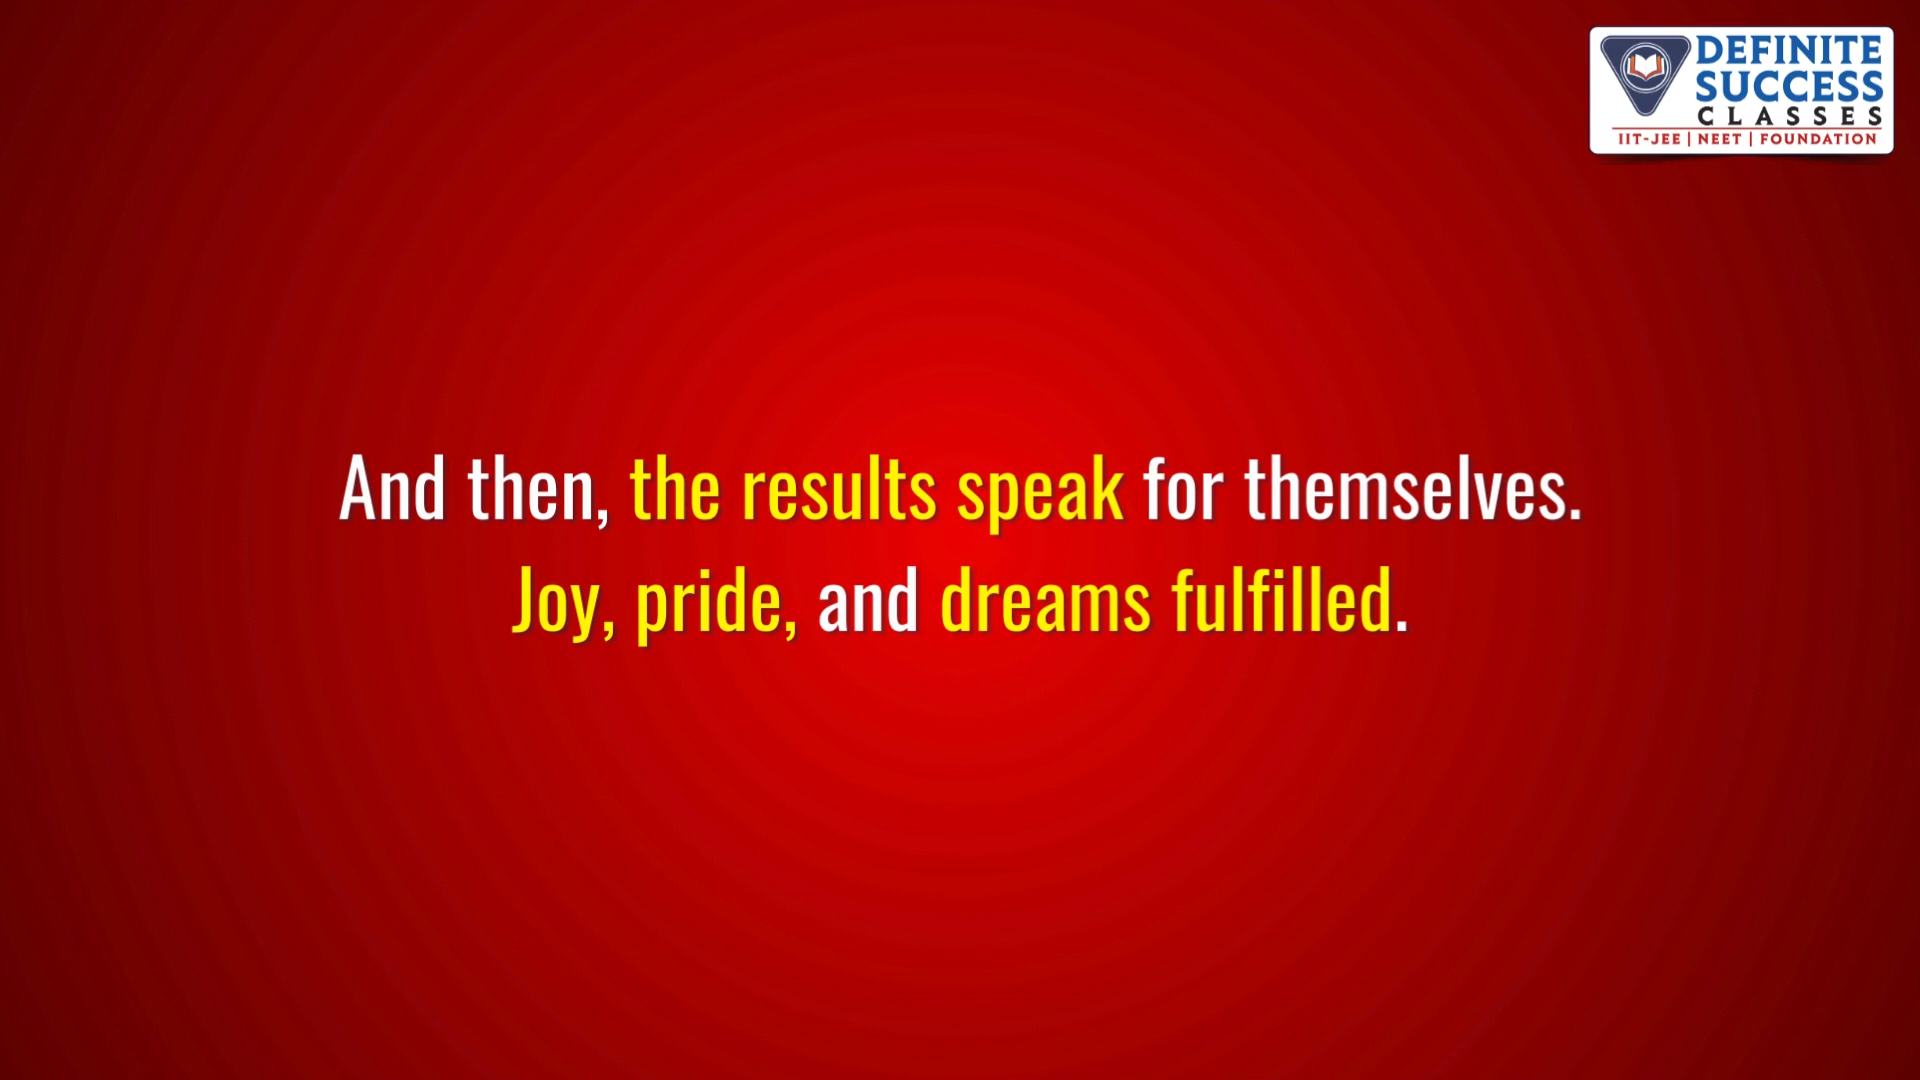 DEFINITE
SUCCESS
CLASSES
IIT-JEE | NEET | FOUNDATION
And then, the results speak for themselves.
Joy, pride, and dreams fulfilled.